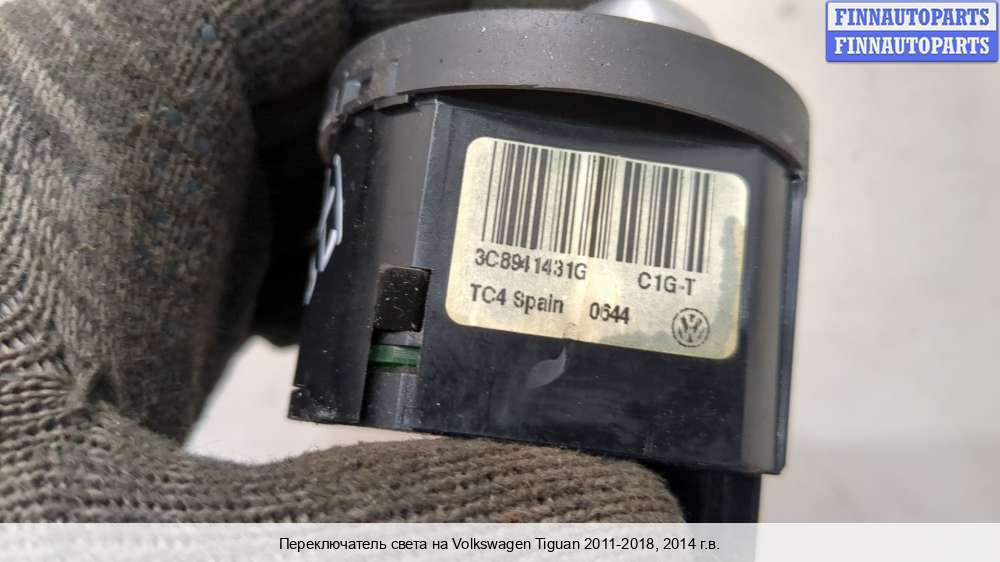 FINNAUTOPARTS
FINNAUTOPARTS
3C8941431G C1G-T
TC4 Spain 0644
Переключатель света на Volkswagen Tiguan 2011-2018, 2014 г.в.